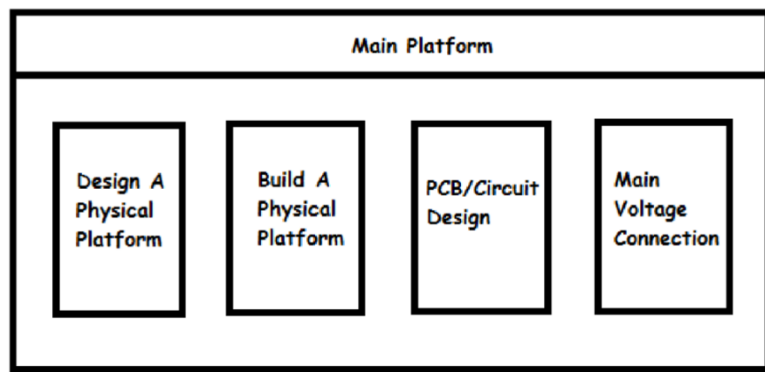 Main Platform
Design A
Physical
Platform
Build A
Physical
Platform
PCB/Circuit
Design
Main
Voltage
Connection